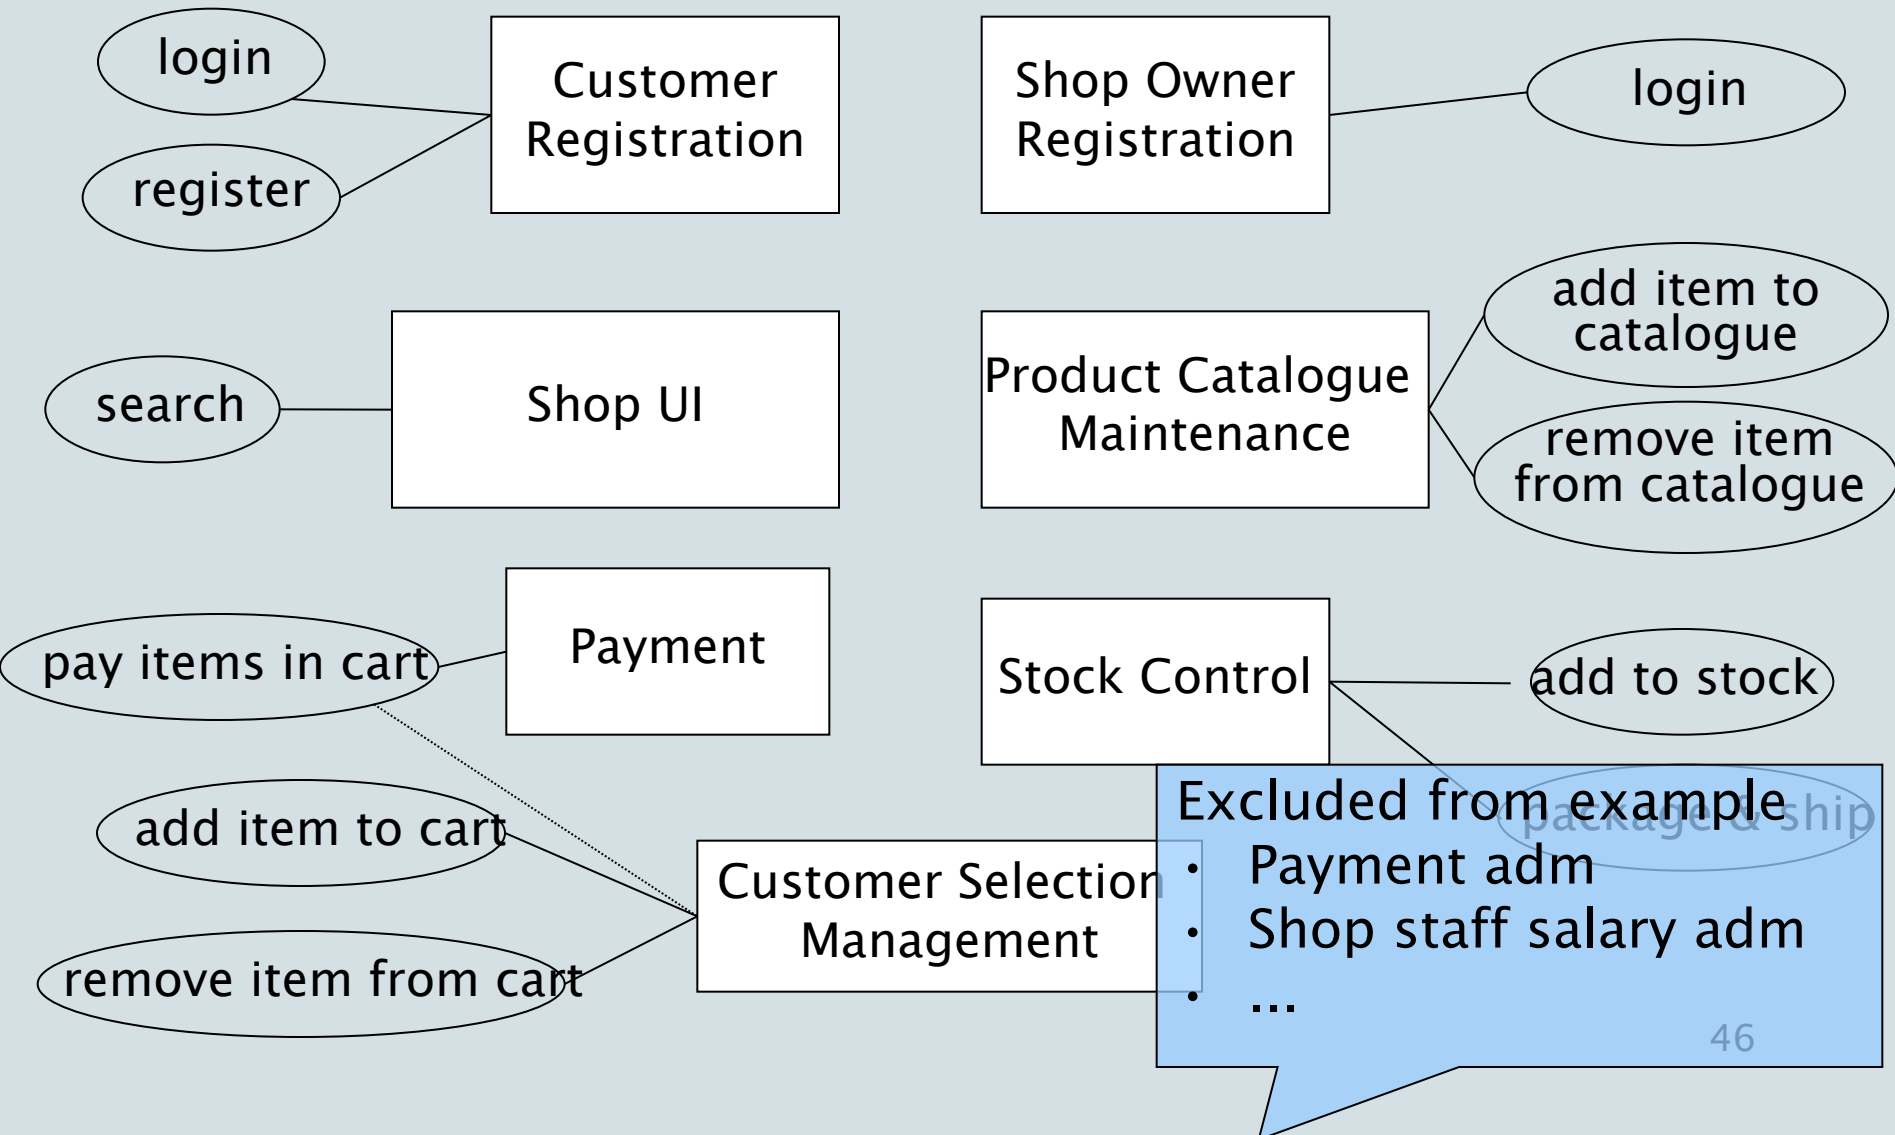 login
Customer
Registration
register
Shop Owner
Registration
login
search
Shop UI
Product Catalogue
Maintenance
add item to
catalogue
remove item
from catalogue
pay items in cart
Payment
Stock Control
add to stock
package & ship
add item to cart
remove item from cart
Customer Selection
Management
Excluded from example
• Payment adm
• Shop staff salary adm
• ...
46